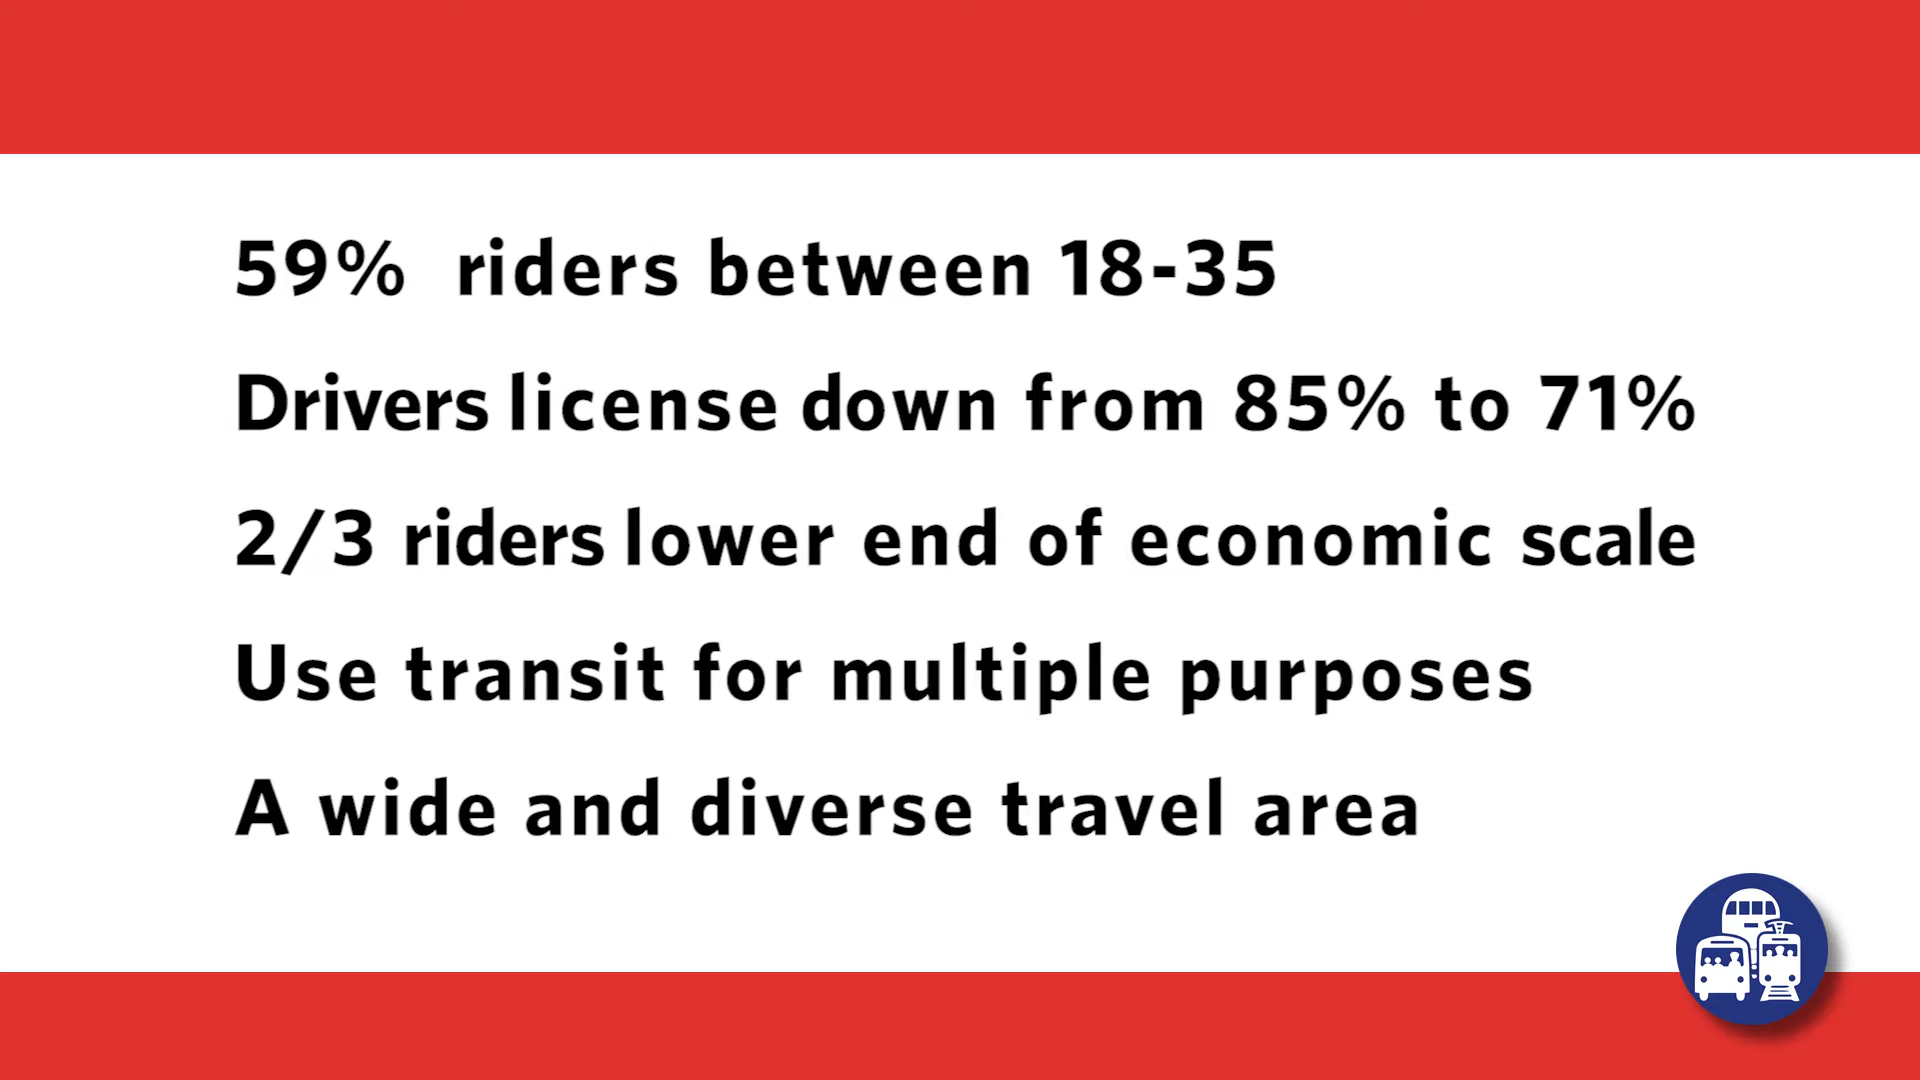 59% riders between 18-35
Drivers license down from 85% to 71%
2/3 riders lower end of economic scale
Use transit for multiple purposes
A wide and diverse travel area